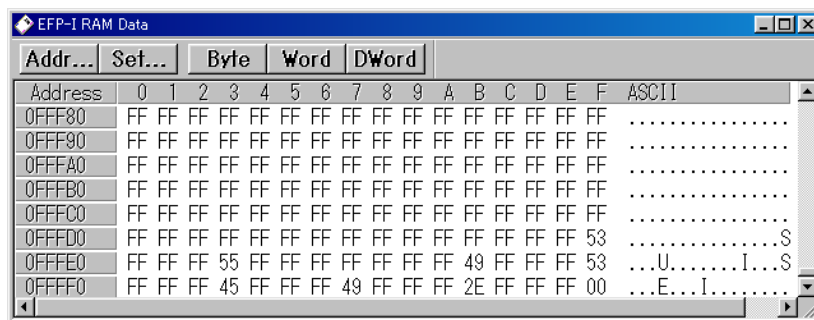 EFP-I RAM Data
Addr... Set... Byte Word DWord
Address 0 1 2 3 4 5 6 7 8 9 A B C D E F ASCII
0FFF80 FF FF FF FF FF FF FF FF FF FF FF FF FF FF FF FF ................
0FFF90 FF FF FF FF FF FF FF FF FF FF FF FF FF FF FF FF ................
0FFFA0 FF FF FF FF FF FF FF FF FF FF FF FF FF FF FF FF ................
0FFFB0 FF FF FF FF FF FF FF FF FF FF FF FF FF FF FF FF ................
0FFFC0 FF FF FF FF FF FF FF FF FF FF FF FF FF FF FF FF ................
0FFFD0 FF FF FF FF FF FF FF FF FF FF FF FF FF FF FF 53 ...............S
0FFFE0 FF FF FF 55 FF FF FF FF FF FF FF 49 FF FF FF 53 ...U.......I...S
0FFFF0 FF FF FF 45 FF FF FF 49 FF FF FF 2E FF FF FF 00 ...E...I........